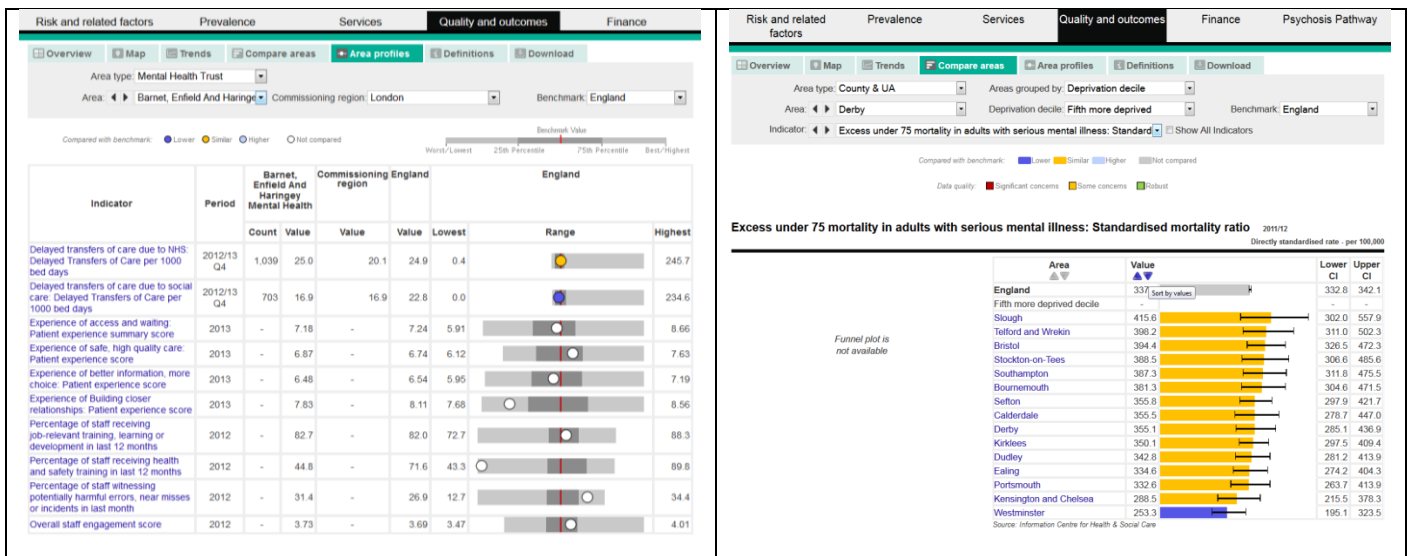 Risk and related factors Prevalence Services Quality and outcomes Finance
Overview Map Trends Compare areas Area profiles Definitions Download
Area type: Mental Health Trust
Area: Barnet, Enfield And Haringe Commissioning region: London Benchmark: England
Compared with benchmark: Lower Similar Higher Not compared
Benchmark Value
Worst/Lowest 25th Percentile 75th Percentile Best/Highest
Indicator Period Barnet, Enfield And Haringey Mental Health Commissioning region England England
Count Value Value Value Lowest Range Highest
Delayed transfers of care due to NHS:
Delayed Transfers of Care per 1000
bed days 2012/13 Q4 1,039 25.0 20.1 24.9 0.4 245.7
Delayed transfers of care due to social
care: Delayed Transfers of Care per
1000 bed days 2012/13 Q4 703 16.9 16.9 22.8 0.0 234.6
Experience of access and waiting:
Patient experience summary score 2013 - 7.18 - 7.24 5.91 8.66
Experience of safe, high quality care:
Patient experience score 2013 - 6.87 - 6.74 6.12 7.63
Experience of better information, more
choice: Patient experience score 2013 - 6.48 - 6.54 5.95 7.19
Experience of Building closer
relationships: Patient experience score 2013 - 7.83 - 8.11 7.68 8.56
Percentage of staff receiving
job-relevant training, learning or
development in last 12 months 2012 - 82.7 - 82.0 72.7 88.3
Percentage of staff receiving health
and safety training in last 12 months 2012 - 44.8 - 71.6 43.3 89.8
Percentage of staff witnessing
potentially harmful errors, near misses
or incidents in last month 2012 - 31.4 - 26.9 12.7 34.4
Overall staff engagement score 2012 - 3.73 - 3.69 3.47 4.01
Risk and related factors Prevalence Services Quality and outcomes Finance Psychosis Pathway
Overview Map Trends Compare areas Area profiles Definitions Download
Area type: County & UA Areas grouped by: Deprivation decile
Area: Derby Deprivation decile: Fifth more deprived Benchmark: England
Indicator: Excess under 75 mortality in adults with serious mental illness: Standard Show All Indicators
Compared with benchmark: Lower Similar Higher Not compared
Data quality: Significant concerns Some concerns Robust
Excess under 75 mortality in adults with serious mental illness: Standardised mortality ratio 2011/12
Directly standardised rate - per 100,000
Funnel plot is
not available
Area Value Lower CI Upper CI
England 337 332.8 342.1
Sort by values
Fifth more deprived decile - - -
Slough 415.6 302.0 557.9
Telford and Wrekin 398.2 311.0 502.3
Bristol 394.4 326.5 472.3
Stockton-on-Tees 388.5 306.6 485.6
Southampton 387.3 311.8 475.5
Bournemouth 381.3 304.6 471.5
Sefton 355.8 297.9 421.7
Calderdale 355.5 278.7 447.0
Derby 355.1 285.1 436.9
Kirklees 350.1 297.5 409.4
Dudley 342.8 281.2 413.9
Ealing 334.6 274.2 404.3
Portsmouth 332.6 263.7 413.9
Kensington and Chelsea 288.5 215.5 378.3
Westminster 253.3 195.1 323.5
Source: Information Centre for Health & Social Care